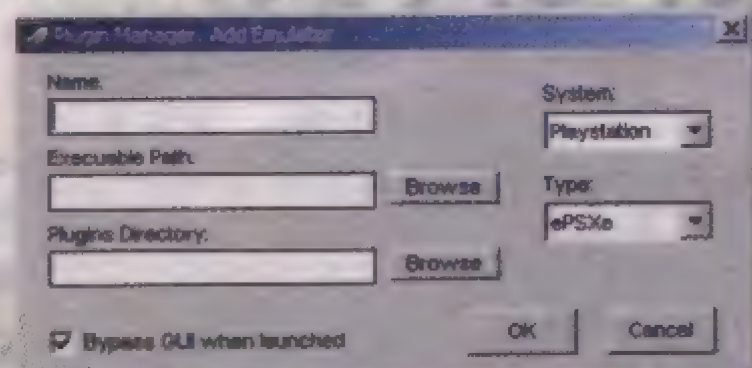 Plugin Manager: Add Emulator
Name:
System:
Playstation
Executable Path:
Browse
Type:
ePSXe
Plugins Directory:
Browse
Bypass GUI when launched
OK
Cancel